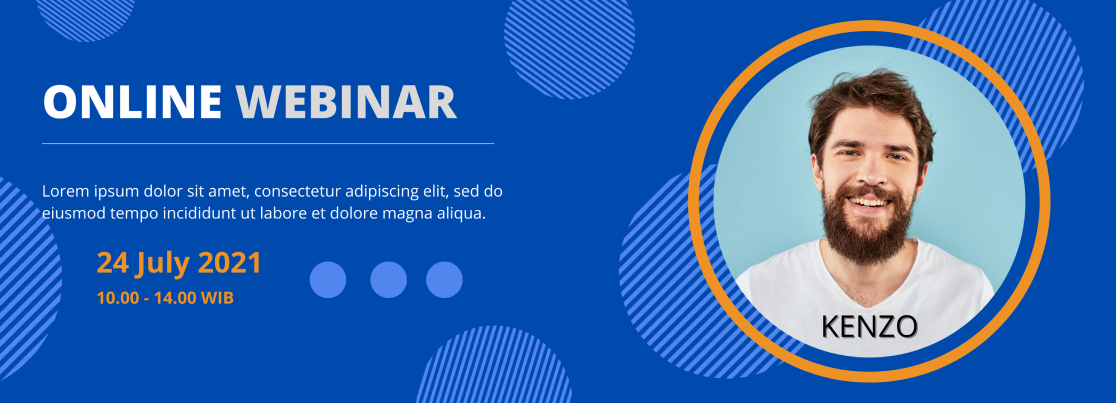 ONLINE WEBINAR
Lorem ipsum dolor sit amet, consectetur adipiscing elit, sed do
eiusmod tempo incididunt ut labore et dolore magna aliqua.
24 July 2021
10.00 - 14.00 WIB
KENZO